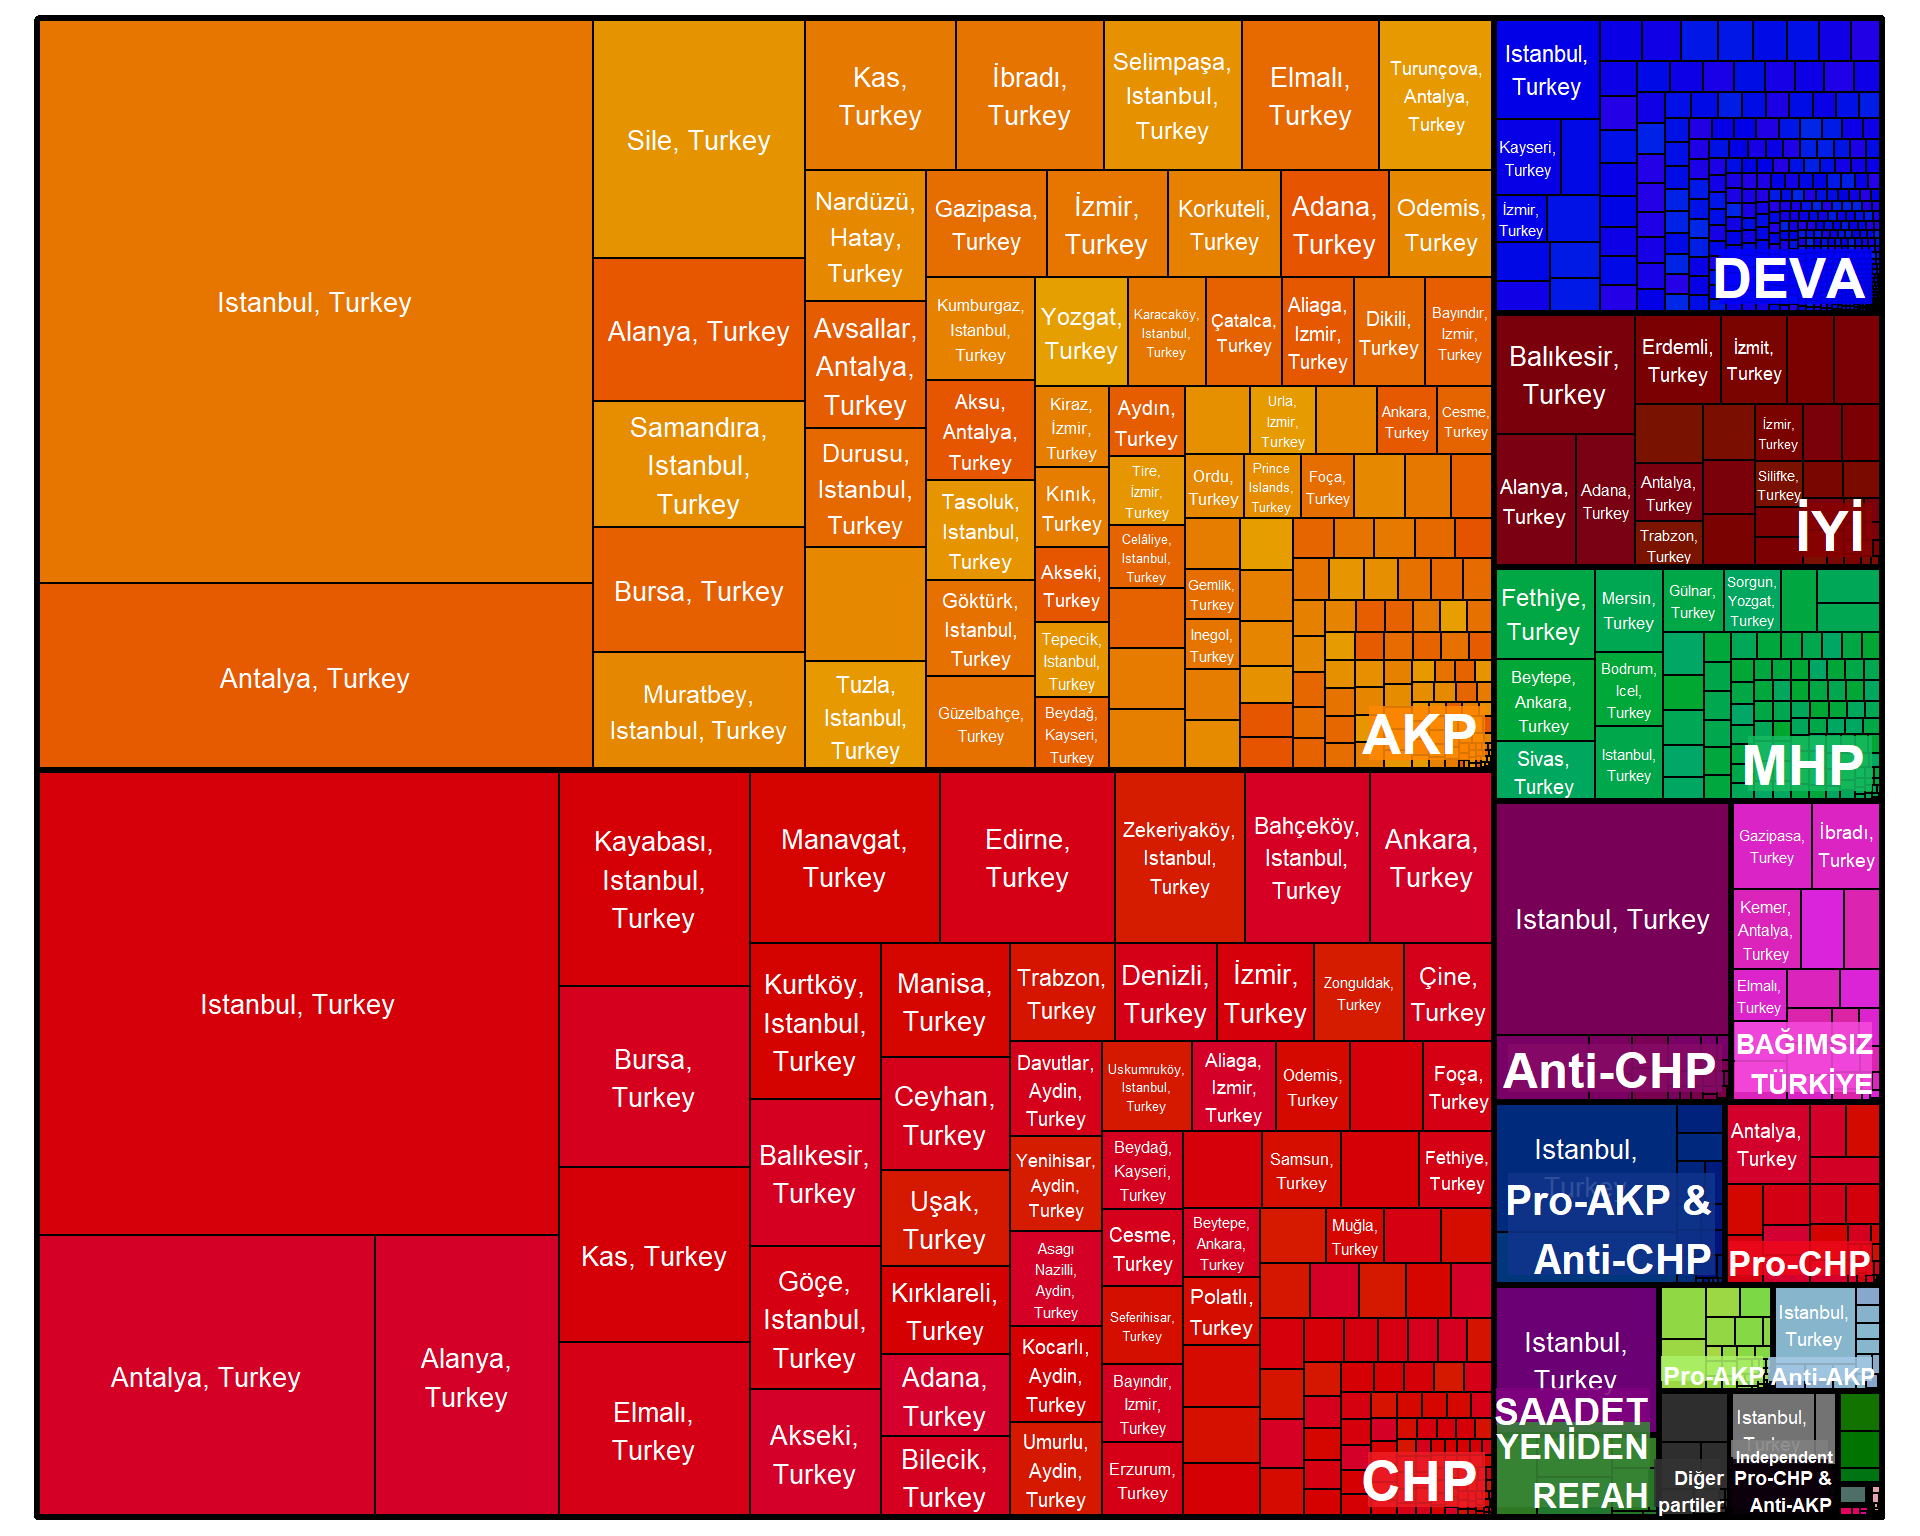 Istanbul, Turkey
Antalya, Turkey
Sile, Turkey
Alanya, Turkey
Samandıra,
Istanbul,
Turkey
Bursa, Turkey
Muratbey,
Istanbul, Turkey
Kas,
Turkey
İbradı,
Turkey
Selimpaşa,
Istanbul,
Turkey
Elmalı,
Turkey
Turunçova,
Antalya,
Turkey
Nardüzü,
Hatay,
Turkey
Avsallar,
Antalya,
Turkey
Durusu,
Istanbul,
Turkey
Tuzla,
Istanbul,
Turkey
Gazipasa,
Turkey
İzmir,
Turkey
Korkuteli,
Turkey
Adana,
Turkey
Odemis,
Turkey
Kumburgaz,
Istanbul,
Turkey
Aksu,
Antalya,
Turkey
Tasoluk,
Istanbul,
Turkey
Göktürk,
Istanbul,
Turkey
Güzelbahçe,
Turkey
Yozgat,
Turkey
Karacaköy,
Istanbul,
Turkey
Çatalca,
Turkey
Aliaga,
Izmir,
Turkey
Dikili,
Turkey
Bayındır,
Izmir,
Turkey
Kiraz,
İzmir,
Turkey
Kınık,
Turkey
Akseki,
Turkey
Tepecik,
Istanbul,
Turkey
Beydağ,
Kayseri,
Turkey
Aydın,
Turkey
Tire,
İzmir,
Turkey
Celâliye,
Istanbul,
Turkey
Urla,
Izmir,
Turkey
Ankara,
Turkey
Cesme,
Turkey
Ordu,
Turkey
Prince
Islands,
Turkey
Foça,
Turkey
Gemlik,
Turkey
Inegol,
Turkey
AKP
Istanbul, Turkey
Antalya, Turkey
Alanya,
Turkey
Kayabası,
Istanbul,
Turkey
Bursa,
Turkey
Kas, Turkey
Elmalı,
Turkey
Manavgat,
Turkey
Edirne,
Turkey
Zekeriyaköy,
Istanbul,
Turkey
Bahçeköy,
Istanbul,
Turkey
Ankara,
Turkey
Kurtköy,
Istanbul,
Turkey
Balıkesir,
Turkey
Göçe,
Istanbul,
Turkey
Akseki,
Turkey
Manisa,
Turkey
Ceyhan,
Turkey
Uşak,
Turkey
Kırklareli,
Turkey
Adana,
Turkey
Bilecik,
Turkey
Trabzon,
Turkey
Denizli,
Turkey
İzmir,
Turkey
Zonguldak,
Turkey
Çine,
Turkey
Davutlar,
Aydin,
Turkey
Yenihisar,
Aydin,
Turkey
Asagı
Nazilli,
Aydin,
Turkey
Kocarlı,
Aydin,
Turkey
Umurlu,
Aydin,
Turkey
Uskumruköy,
Istanbul,
Turkey
Aliaga,
Izmir,
Turkey
Odemis,
Turkey
Foça,
Turkey
Beydağ,
Kayseri,
Turkey
Samsun,
Turkey
Fethiye,
Turkey
Cesme,
Turkey
Seferihisar,
Turkey
Bayındır,
Izmir,
Turkey
Erzurum,
Turkey
Beytepe,
Ankara,
Turkey
Polatlı,
Turkey
Muğla,
Turkey
CHP
Istanbul,
Turkey
Kayseri,
Turkey
İzmir,
Turkey
DEVA
Balıkesir,
Turkey
Erdemli,
Turkey
İzmit,
Turkey
Alanya,
Turkey
Adana,
Turkey
Antalya,
Turkey
Trabzon,
Turkey
İzmir,
Turkey
Silifke,
Turkey
İYİ
Fethiye,
Turkey
Beytepe,
Ankara,
Turkey
Sivas,
Turkey
Mersin,
Turkey
Bodrum,
Icel,
Turkey
Istanbul,
Turkey
Gülnar,
Turkey
Sorgun,
Yozgat,
Turkey
MHP
Istanbul, Turkey
Anti-CHP
Gazipasa,
Turkey
İbradı,
Turkey
Kemer,
Antalya,
Turkey
Elmalı,
Turkey
BAĞIMSIZ
TÜRKİYE
Istanbul,
Turkey
Pro-AKP &
Anti-CHP
Antalya,
Turkey
Pro-CHP
Istanbul,
Turkey
SAADET
YENİDEN
REFAH
Pro-AKP
Istanbul,
Turkey
Anti-AKP
Diğer
partiler
Istanbul,
Turkey
Independent
Pro-CHP &
Anti-AKP